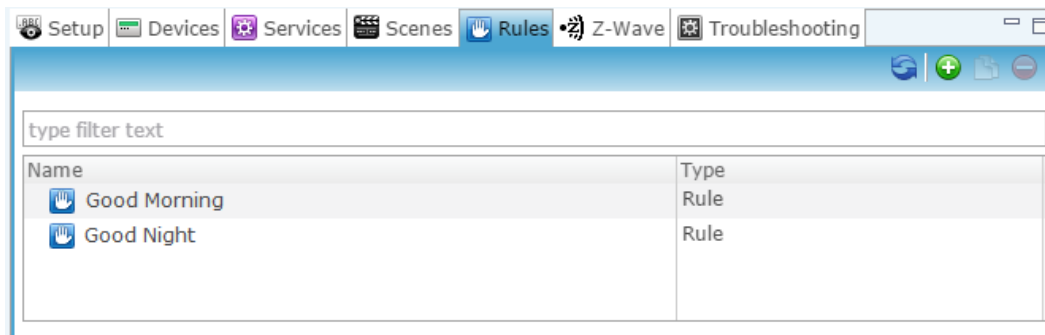 Setup Devices Services Scenes Rules Z-Wave Troubleshooting
type filter text
Name Type
Good Morning Rule
Good Night Rule